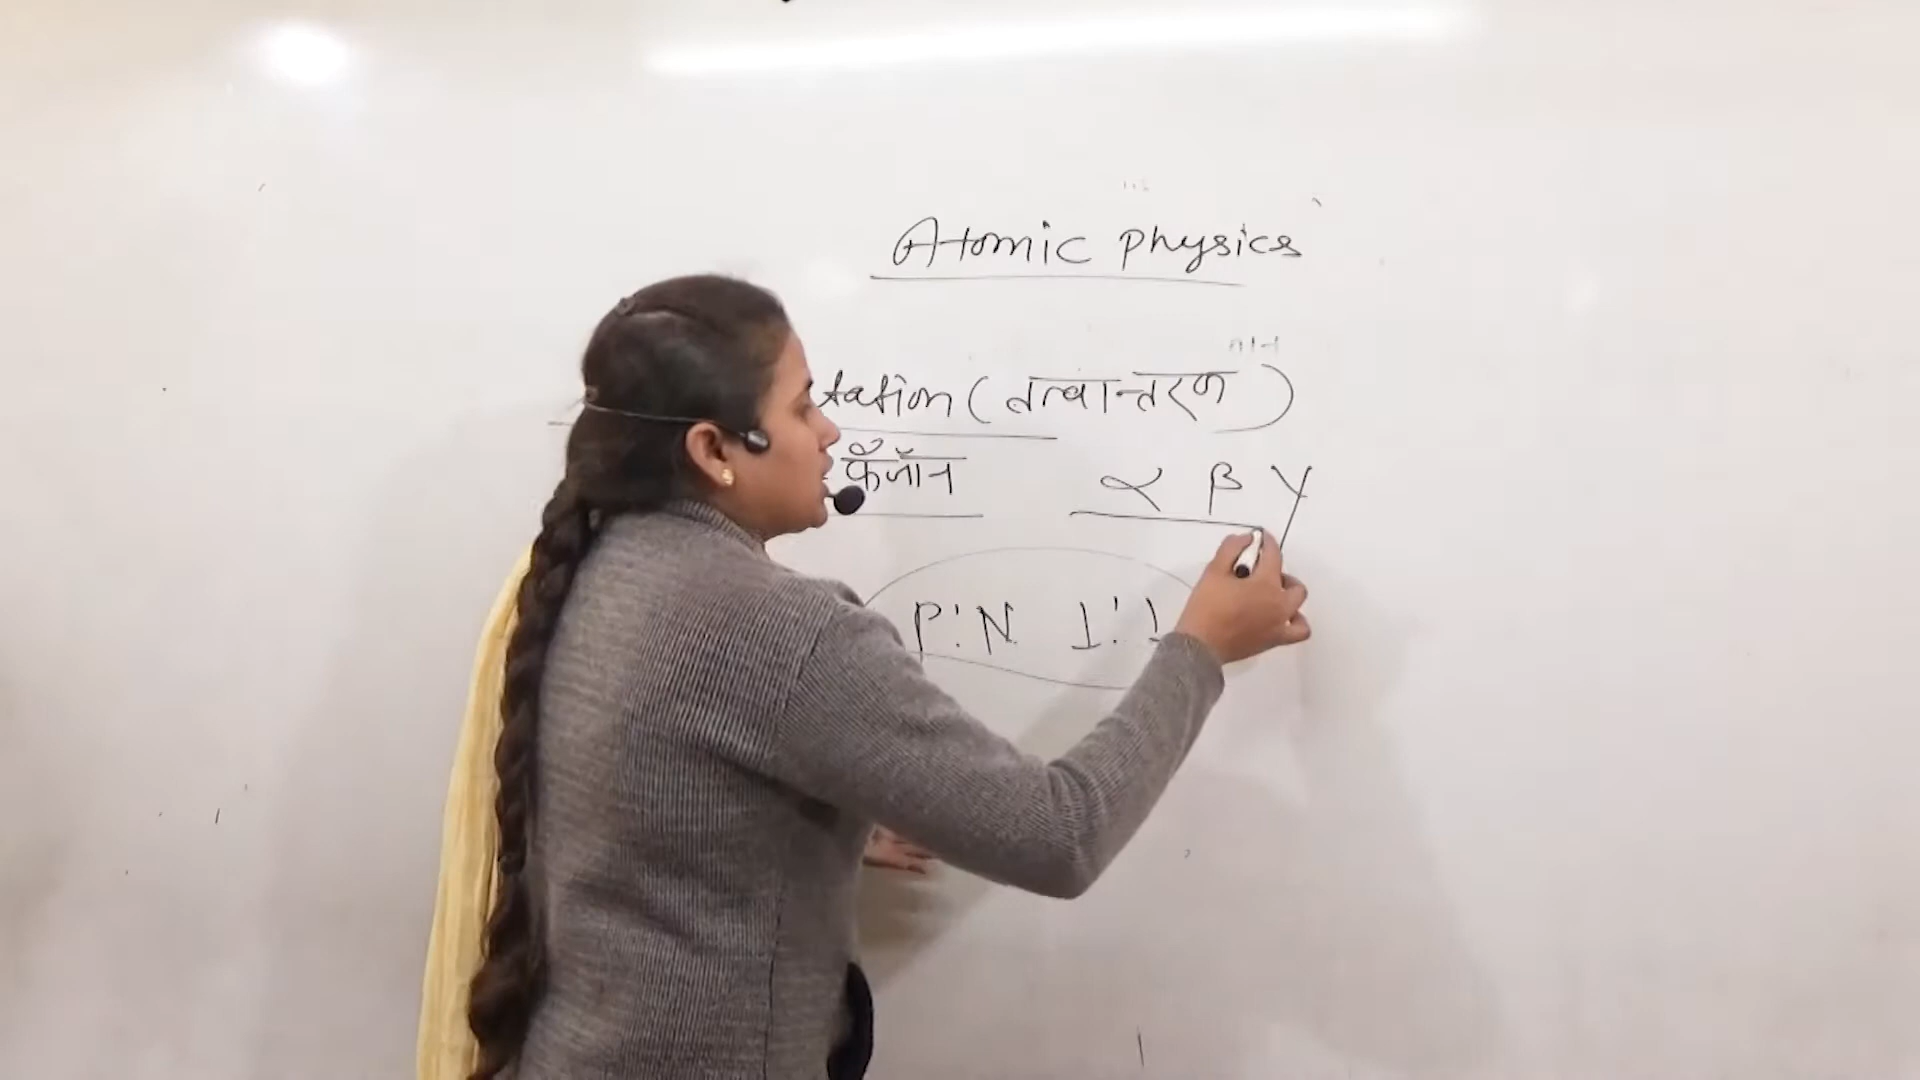 Atomic physics
tation (तत्वान्तरण)
फॅजॉन α β γ
P:N 1:1